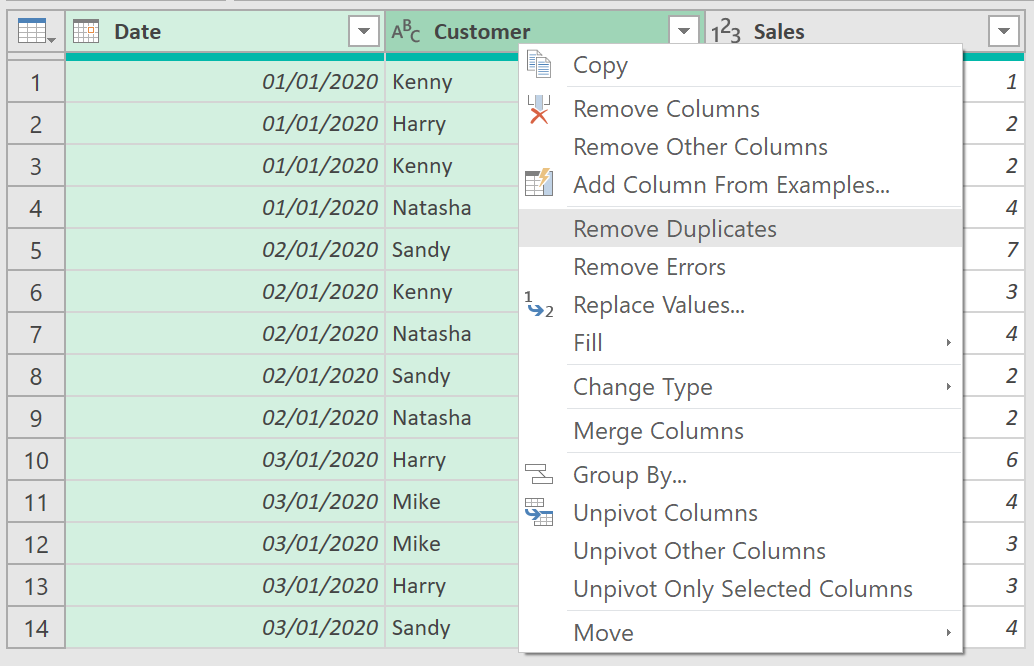 Date ABC Customer 123 Sales
1 01/01/2020 Kenny 1
Copy
2 01/01/2020 Harry 2
Remove Columns
Remove Other Columns
3 01/01/2020 Kenny 2
Add Column From Examples...
4 01/01/2020 Natasha 4
Remove Duplicates
5 02/01/2020 Sandy 7
Remove Errors
6 02/01/2020 Kenny 3
1 2 Replace Values...
7 02/01/2020 Natasha 4
Fill
8 02/01/2020 Sandy 2
Change Type
9 02/01/2020 Natasha 2
Merge Columns
10 03/01/2020 Harry 6
Group By...
11 03/01/2020 Mike 4
Unpivot Columns
12 03/01/2020 Mike 3
Unpivot Other Columns
13 03/01/2020 Harry 3
Unpivot Only Selected Columns
14 03/01/2020 Sandy 4
Move